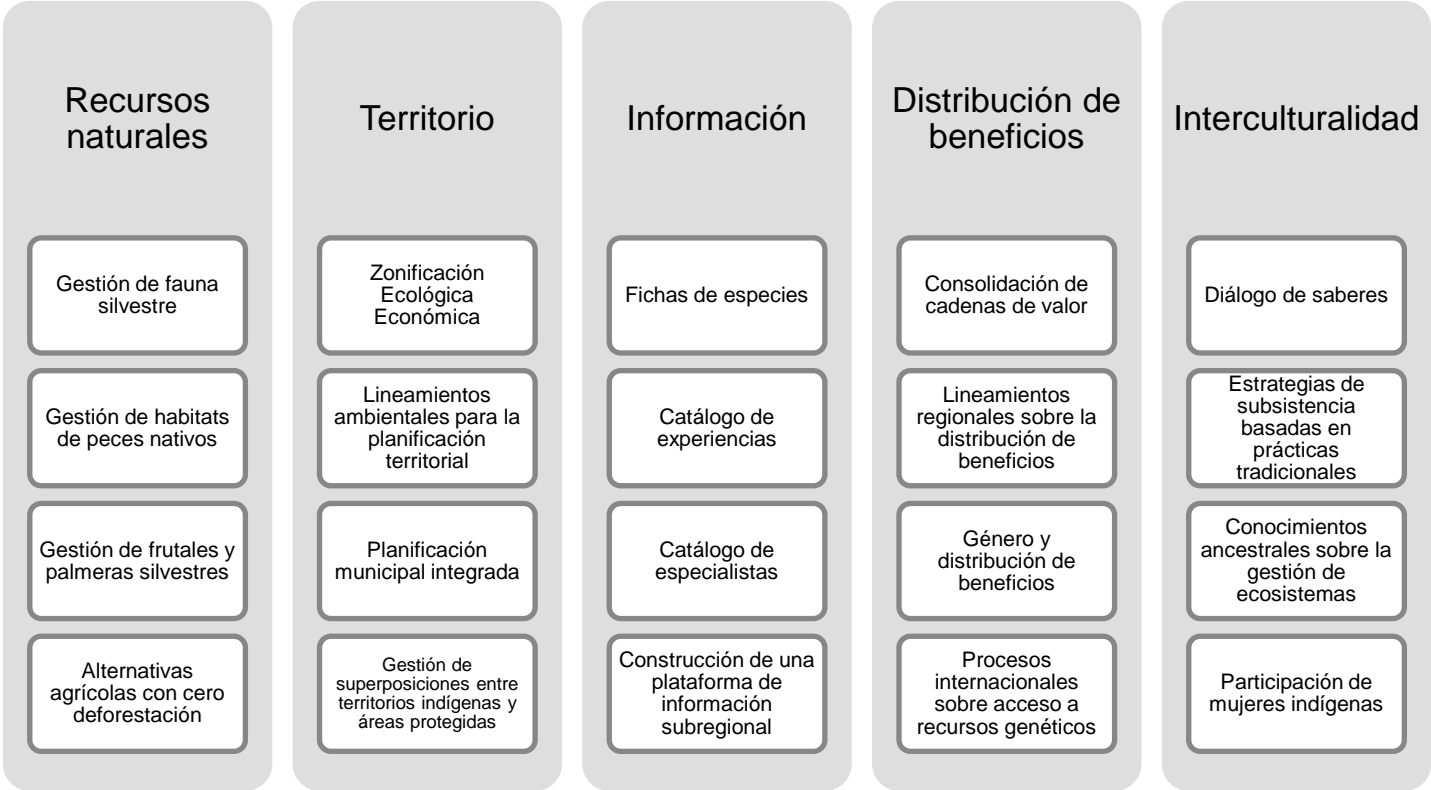 Recursos
naturales
Gestión de fauna
silvestre
Gestión de habitats
de peces nativos
Gestión de frutales y
palmeras silvestres
Alternativas
agrícolas con cero
deforestación
Territorio
Zonificación
Ecológica
Económica
Lineamientos
ambientales para la
planificación
territorial
Planificación
municipal integrada
Gestión de
superposiciones entre
territorios indígenas y
áreas protegidas
Información
Fichas de especies
Catálogo de
experiencias
Catálogo de
especialistas
Construcción de una
plataforma de
información
subregional
Distribución de
beneficios
Consolidación de
cadenas de valor
Lineamientos
regionales sobre la
distribución de
beneficios
Género y
distribución de
beneficios
Procesos
internacionales
sobre acceso a
recursos genéticos
Interculturalidad
Diálogo de saberes
Estrategias de
subsistencia
basadas en
prácticas
tradicionales
Conocimientos
ancestrales sobre la
gestión de
ecosistemas
Participación de
mujeres indígenas